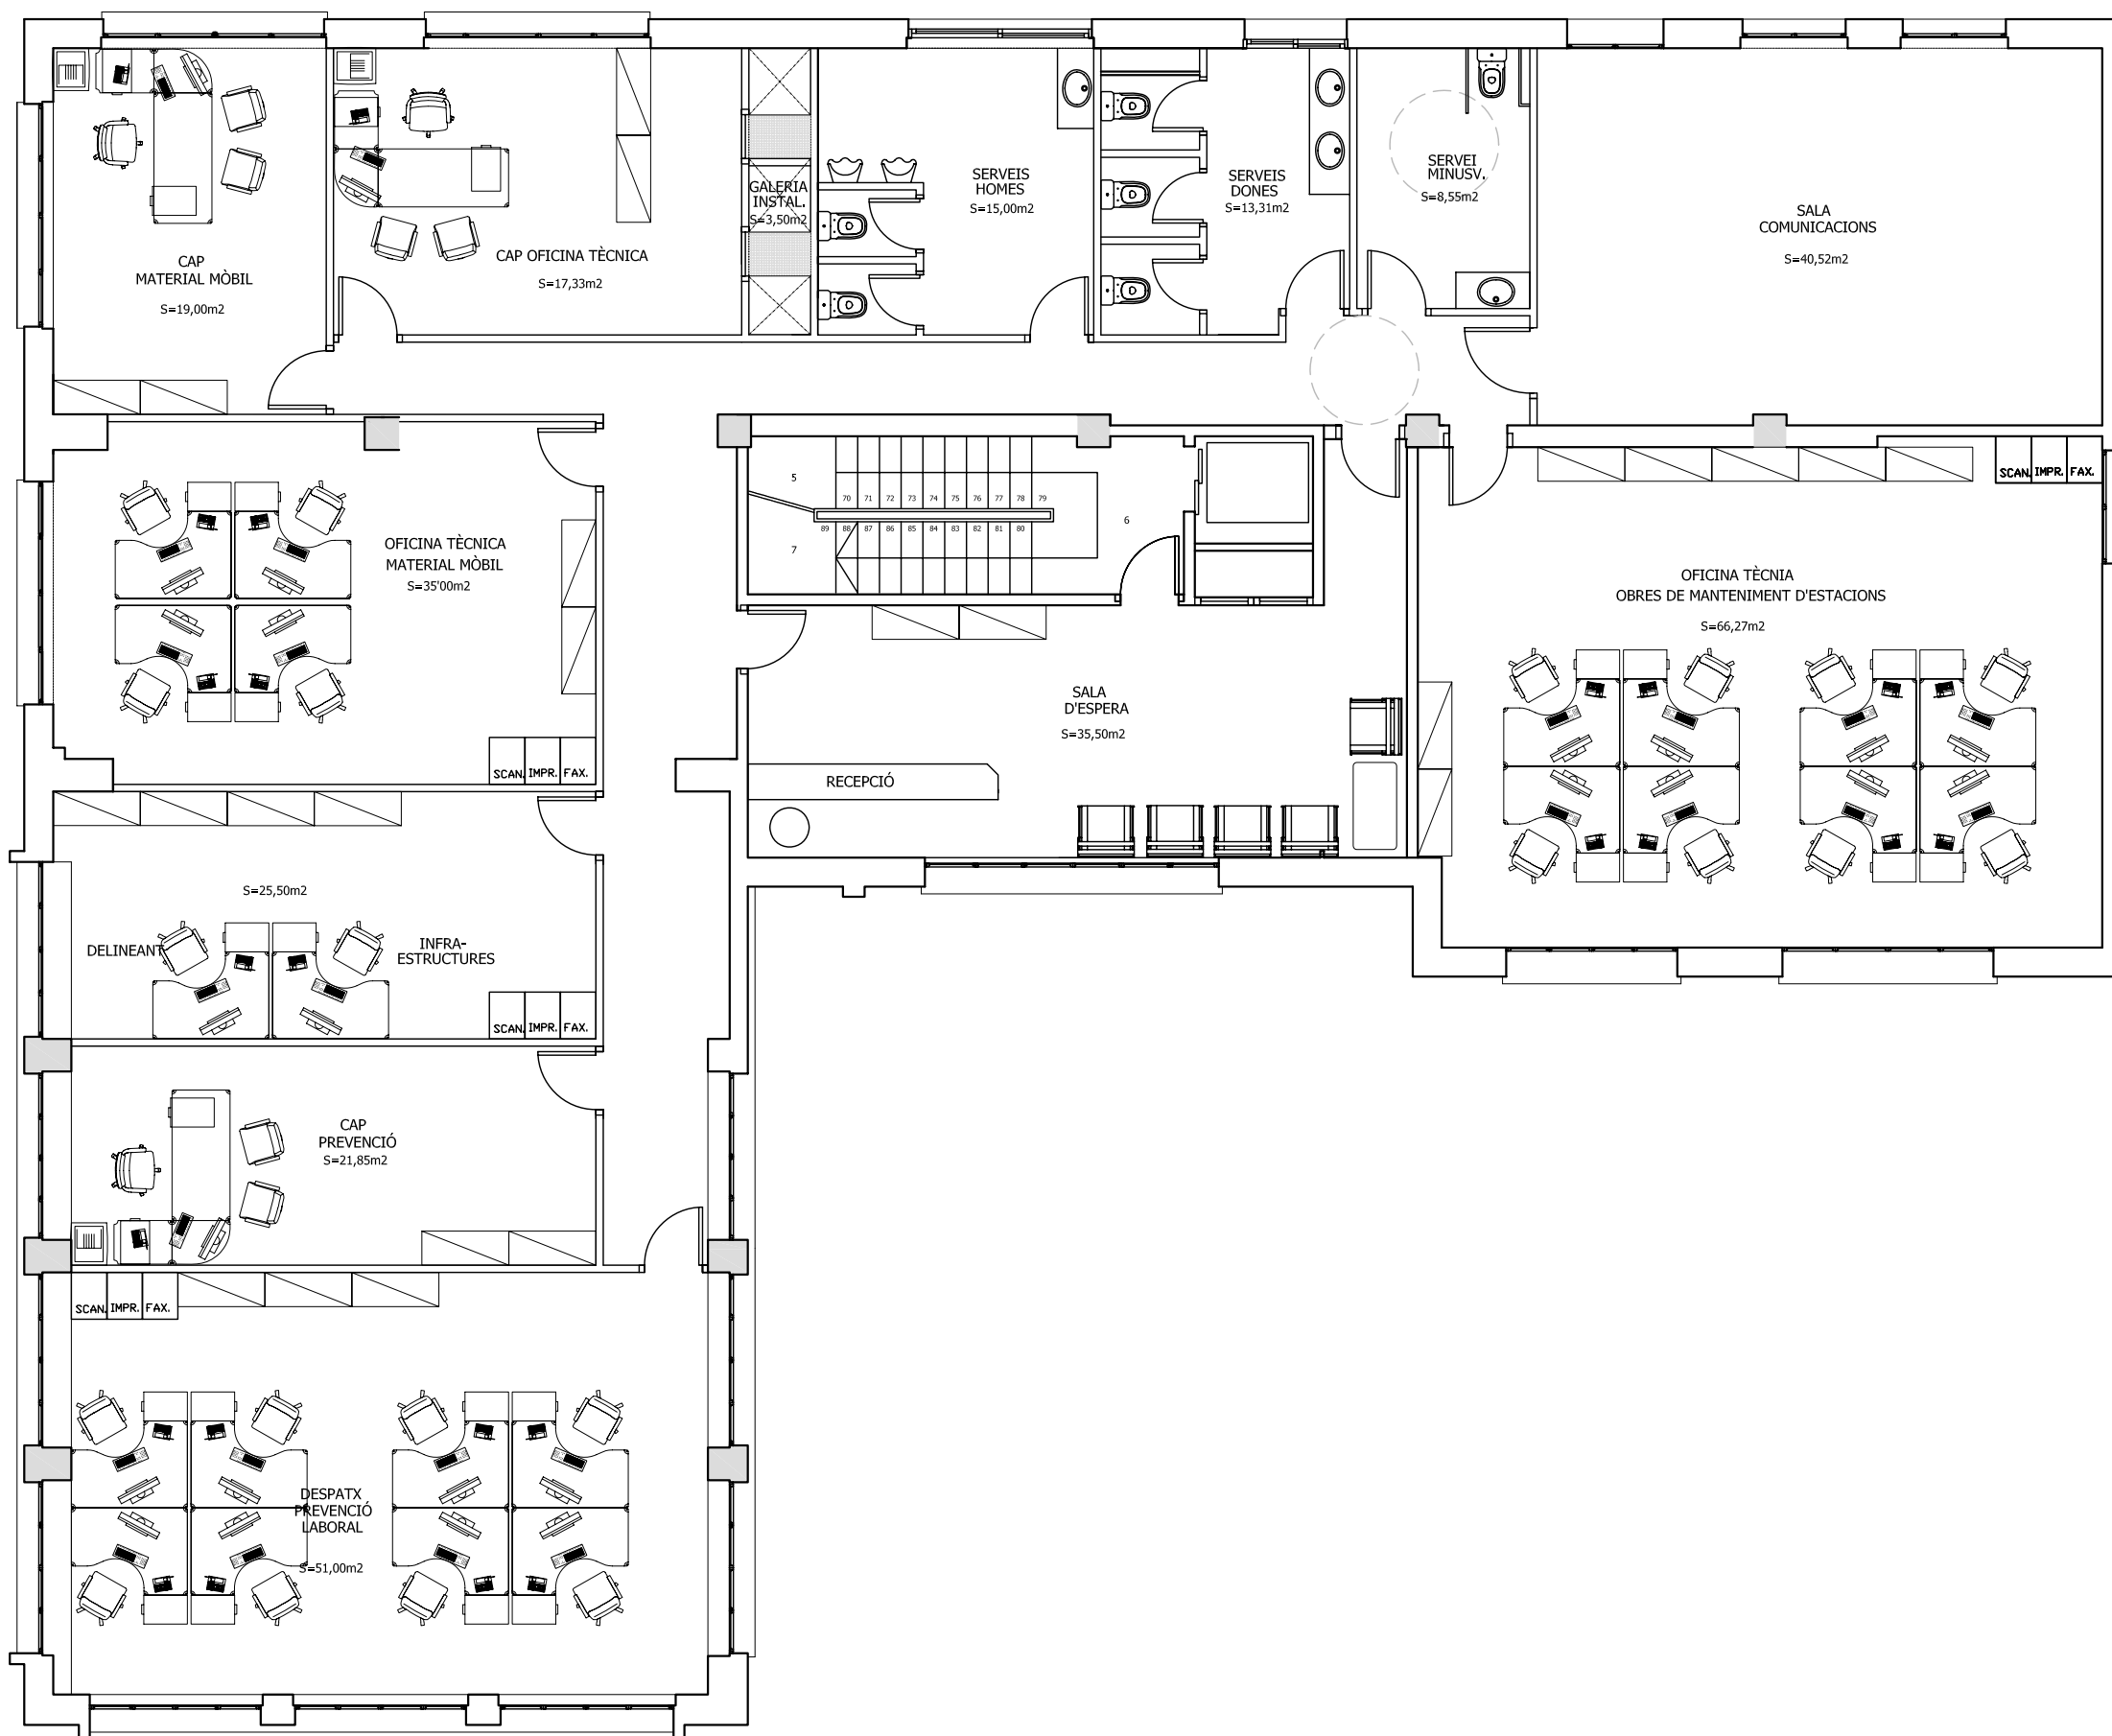 CAP
MATERIAL MÒBIL
S=19,00m2
CAP OFICINA TÈCNICA
S=17,33m2
GALERIA
INSTAL.
S=3,50m2
SERVEIS
HOMES
S=15,00m2
SERVEIS
DONES
S=13,31m2
SERVEI
MINUSV.
S=8,55m2
SALA
COMUNICACIONS
S=40,52m2
OFICINA TÈCNICA
MATERIAL MÒBIL
S=35'00m2
SCAN. IMPR. FAX.
5
70 71 72 73 74 75 76 77 78 79
89 88 87 86 85 84 83 82 81 80
6
7
SCAN. IMPR. FAX.
OFICINA TÈCNIA
OBRES DE MANTENIMENT D'ESTACIONS
S=66,27m2
SALA
D'ESPERA
S=35,50m2
RECEPCIÓ
S=25,50m2
DELINEANT
INFRA-
ESTRUCTURES
SCAN. IMPR. FAX.
CAP
PREVENCIÓ
S=21,85m2
SCAN. IMPR. FAX.
DESPATX
PREVENCIÓ
LABORAL
S=51,00m2